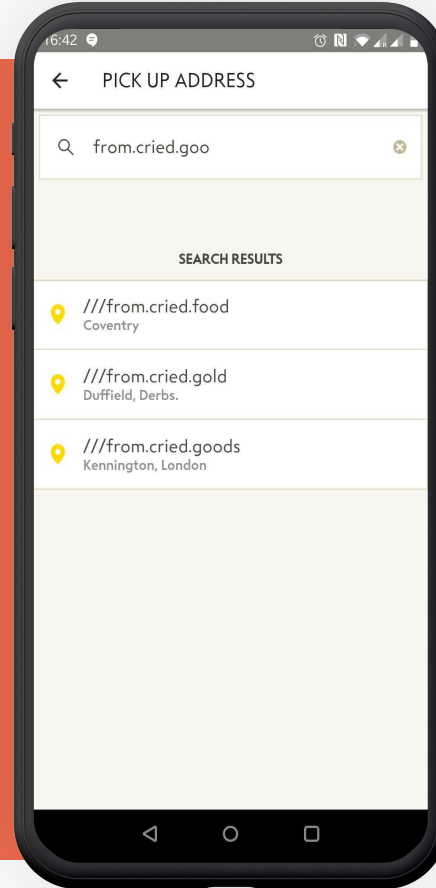 16:42
PICK UP ADDRESS
from.cried.goo
SEARCH RESULTS
///from.cried.food
Coventry
///from.cried.gold
Duffield, Derbs.
///from.cried.goods
Kennington, London